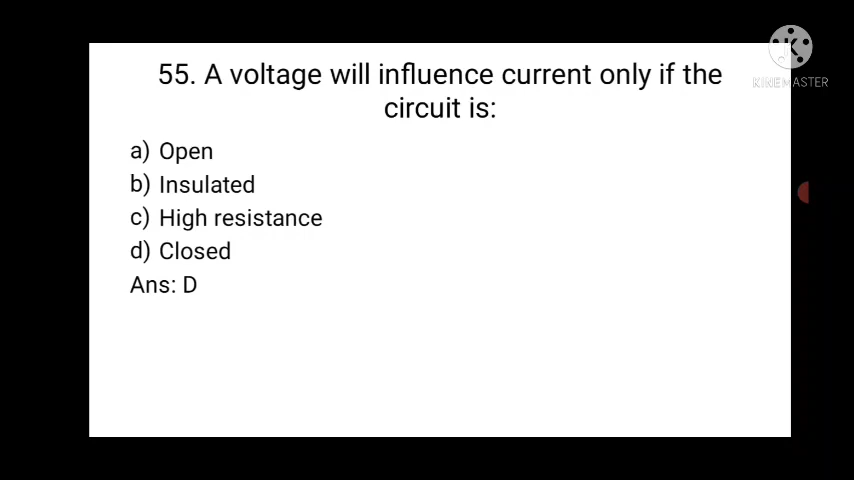 55. A voltage will influence current only if the
circuit is:
a) Open
b) Insulated
c) High resistance
d) Closed
Ans: D
K
KINEMASTER